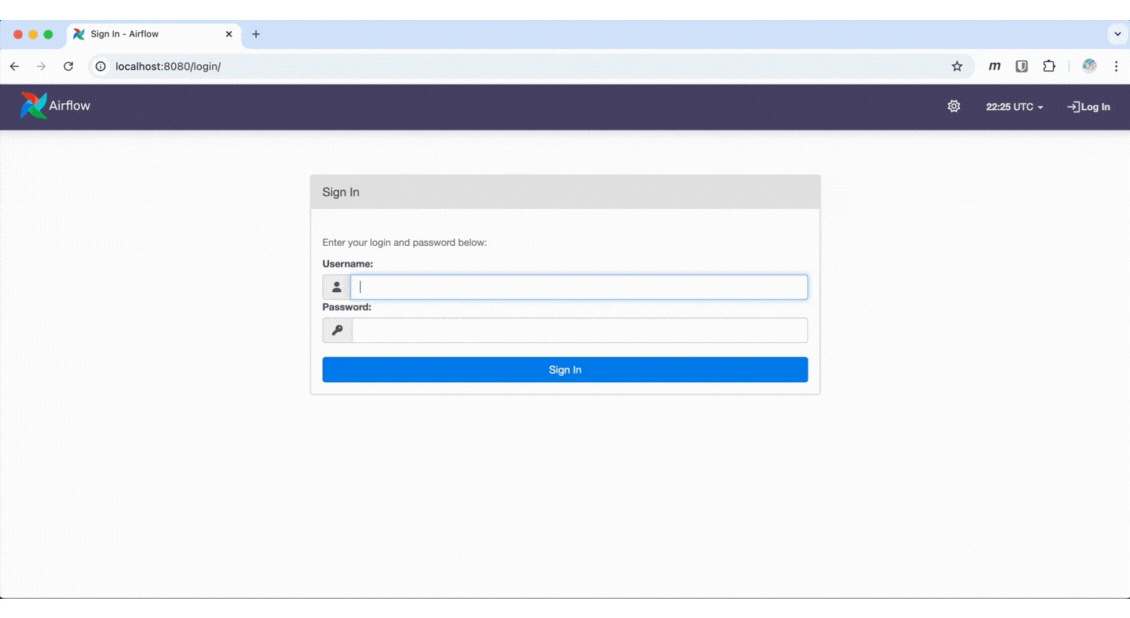 Sign In - Airflow
localhost:8080/login/
Airflow
22:25 UTC
Log In
Sign In
Enter your login and password below:
Username:
Password:
Sign In